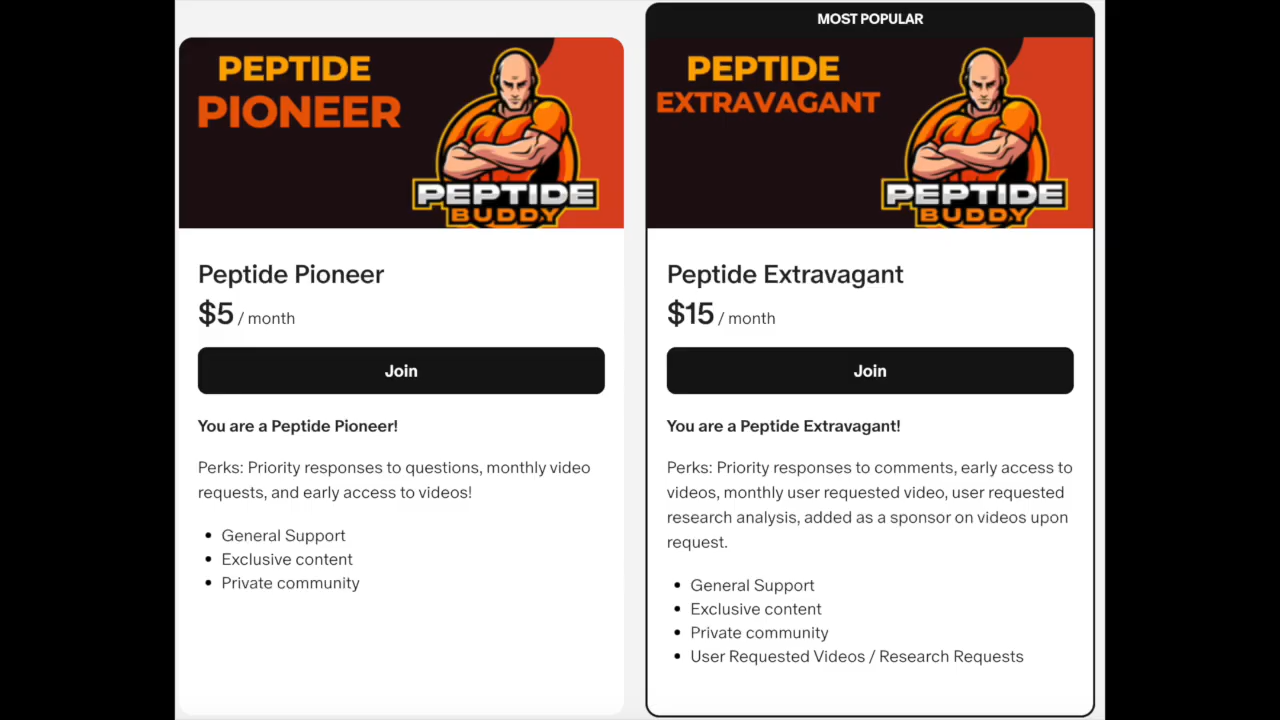 PEPTIDE
PIONEER
PEPTIDE
BUDDY
Peptide Pioneer
$5 / month
Join
You are a Peptide Pioneer!
Perks: Priority responses to questions, monthly video
requests, and early access to videos!
• General Support
• Exclusive content
• Private community
MOST POPULAR
PEPTIDE
EXTRAVAGANT
PEPTIDE
BUDDY
Peptide Extravagant
$15 / month
Join
You are a Peptide Extravagant!
Perks: Priority responses to comments, early access to
videos, monthly user requested video, user requested
research analysis, added as a sponsor on videos upon
request.
• General Support
• Exclusive content
• Private community
• User Requested Videos / Research Requests